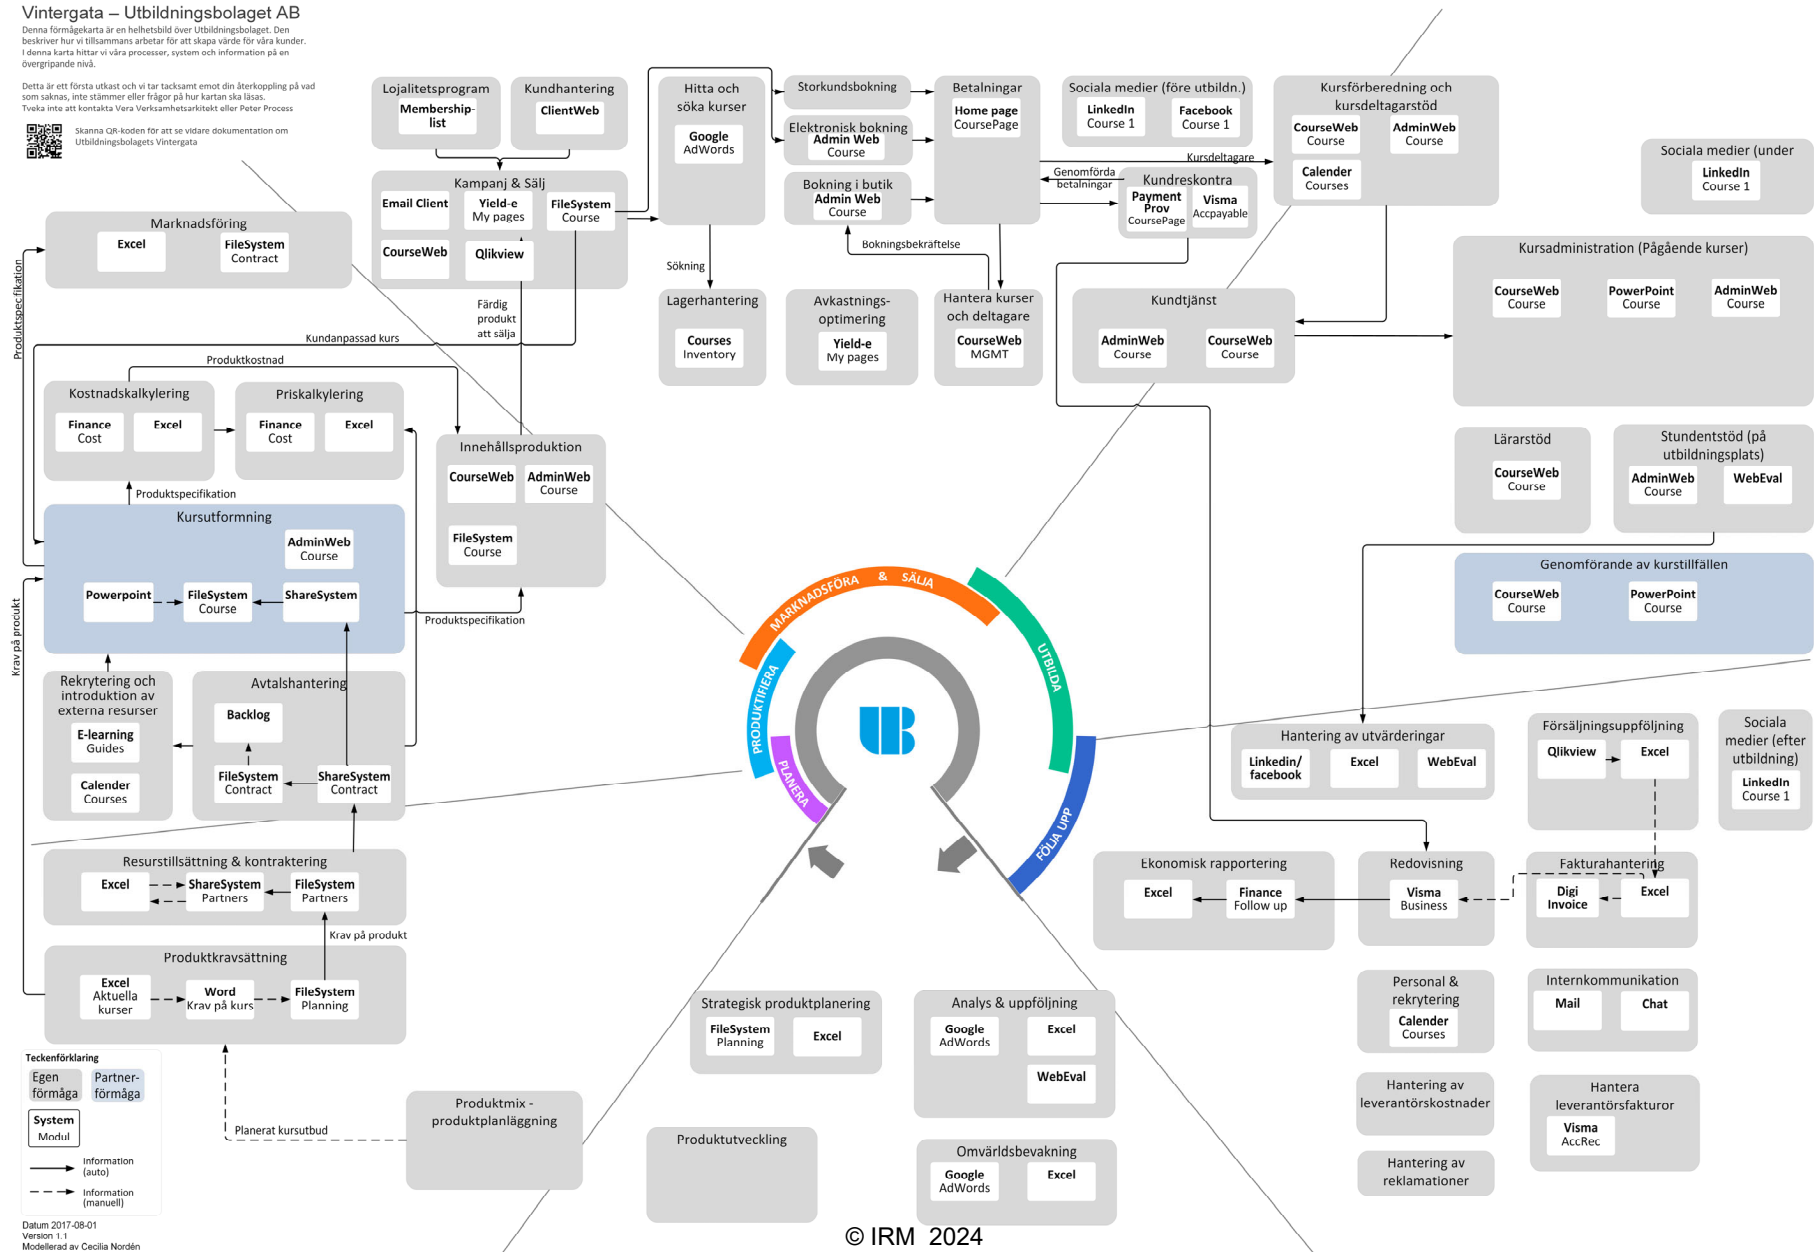 Vintergata – Utbildningsbolaget AB
Denna förmågekarta är en helhetsbild över Utbildningsbolaget. Den
beskriver hur vi tillsammans arbetar för att skapa värde för våra kunder.
I denna karta hittar vi våra processer, system och information på en
övergripande nivå.
Detta är ett första utkast och vi tar tacksamt emot din återkoppling på vad
som saknas, inte stämmer eller frågor på hur kartan ska läsas.
Tveka inte att kontakta Vera Verksamhetsarkitekt eller Peter Process
Skanna QR-koden för att se vidare dokumentation om
Utbildningsbolagets Vintergata
Lojalitetsprogram
Membership-
list
Kundhantering
ClientWeb
Kampanj & Sälj
Email Client
Yield-e
My pages
FileSystem
Course
CourseWeb
Qlikview
Hitta och
söka kurser
Google
AdWords
Storkundsbokning
Elektronisk bokning
Admin Web
Course
Bokning i butik
Admin Web
Course
Betalningar
Home page
CoursePage
Sociala medier (före utbildn.)
LinkedIn
Course 1
Facebook
Course 1
Kursdeltagare
Genomförda
betalningar
Kundreskontra
Payment
Prov
CoursePage
Visma
Accpayable
Kursförberedning och
kursdeltagarstöd
CourseWeb
Course
AdminWeb
Course
Calender
Courses
Sociala medier (under
LinkedIn
Course 1
Marknadsföring
Excel
FileSystem
Contract
Produktspecfikation
Sökning
Bokningsbekräftelse
Lagerhantering
Courses
Inventory
Avkastnings-
optimering
Yield-e
My pages
Hantera kurser
och deltagare
CourseWeb
MGMT
Kundtjänst
AdminWeb
Course
CourseWeb
Course
Kursadministration (Pågående kurser)
CourseWeb
Course
PowerPoint
Course
AdminWeb
Course
Färdig
produkt
att sälja
Kundanpassad kurs
Produktkostnad
Kostnadskalkylering
Finance
Cost
Excel
Priskalkylering
Finance
Cost
Excel
Innehållsproduktion
CourseWeb
AdminWeb
Course
FileSystem
Course
Lärarstöd
CourseWeb
Course
Stundentstöd (på
utbildningsplats)
AdminWeb
Course
WebEval
Produktspecifikation
Kursutformning
AdminWeb
Course
Powerpoint
FileSystem
Course
ShareSystem
Produktspecifikation
Krav på produkt
Genomförande av kurstillfällen
CourseWeb
Course
PowerPoint
Course
MARKNADSFÖRA & SÄLJA
UTBILDA
PRODUKTIFIERA
PLANERA
FÖLJA UPP
UB
Rekrytering och
introduktion av
externa resurser
E-learning
Guides
Calender
Courses
Avtalshantering
Backlog
FileSystem
Contract
ShareSystem
Contract
Hantering av utvärderingar
Linkedin/
facebook
Excel
WebEval
Försäljningsuppföljning
Qlikview
Excel
Sociala
medier (efter
utbildning)
LinkedIn
Course 1
Resurstillsättning & kontraktering
Excel
ShareSystem
Partners
FileSystem
Partners
Krav på produkt
Ekonomisk rapportering
Excel
Finance
Follow up
Redovisning
Visma
Business
Fakturahantering
Digi
Invoice
Excel
Produktkravsättning
Excel
Aktuella
kurser
Word
Krav på kurs
FileSystem
Planning
Strategisk produktplanering
FileSystem
Planning
Excel
Analys & uppföljning
Google
AdWords
Excel
WebEval
Personal &
rekrytering
Calender
Courses
Internkommunikation
Mail
Chat
Teckenförklaring
Egen
förmåga
Partner-
förmåga
System
Modul
Information
(auto)
Information
(manuell)
Planerat kursutbud
Produktmix -
produktplanläggning
Produktutveckling
Omvärldsbevakning
Google
AdWords
Excel
Hantering av
leverantörskostnader
Hantera
leverantörsfakturor
Visma
AccRec
Hantering av
reklamationer
Datum 2017-08-01
Version 1.1
Modellerad av Cecilia Nordén
© IRM 2024